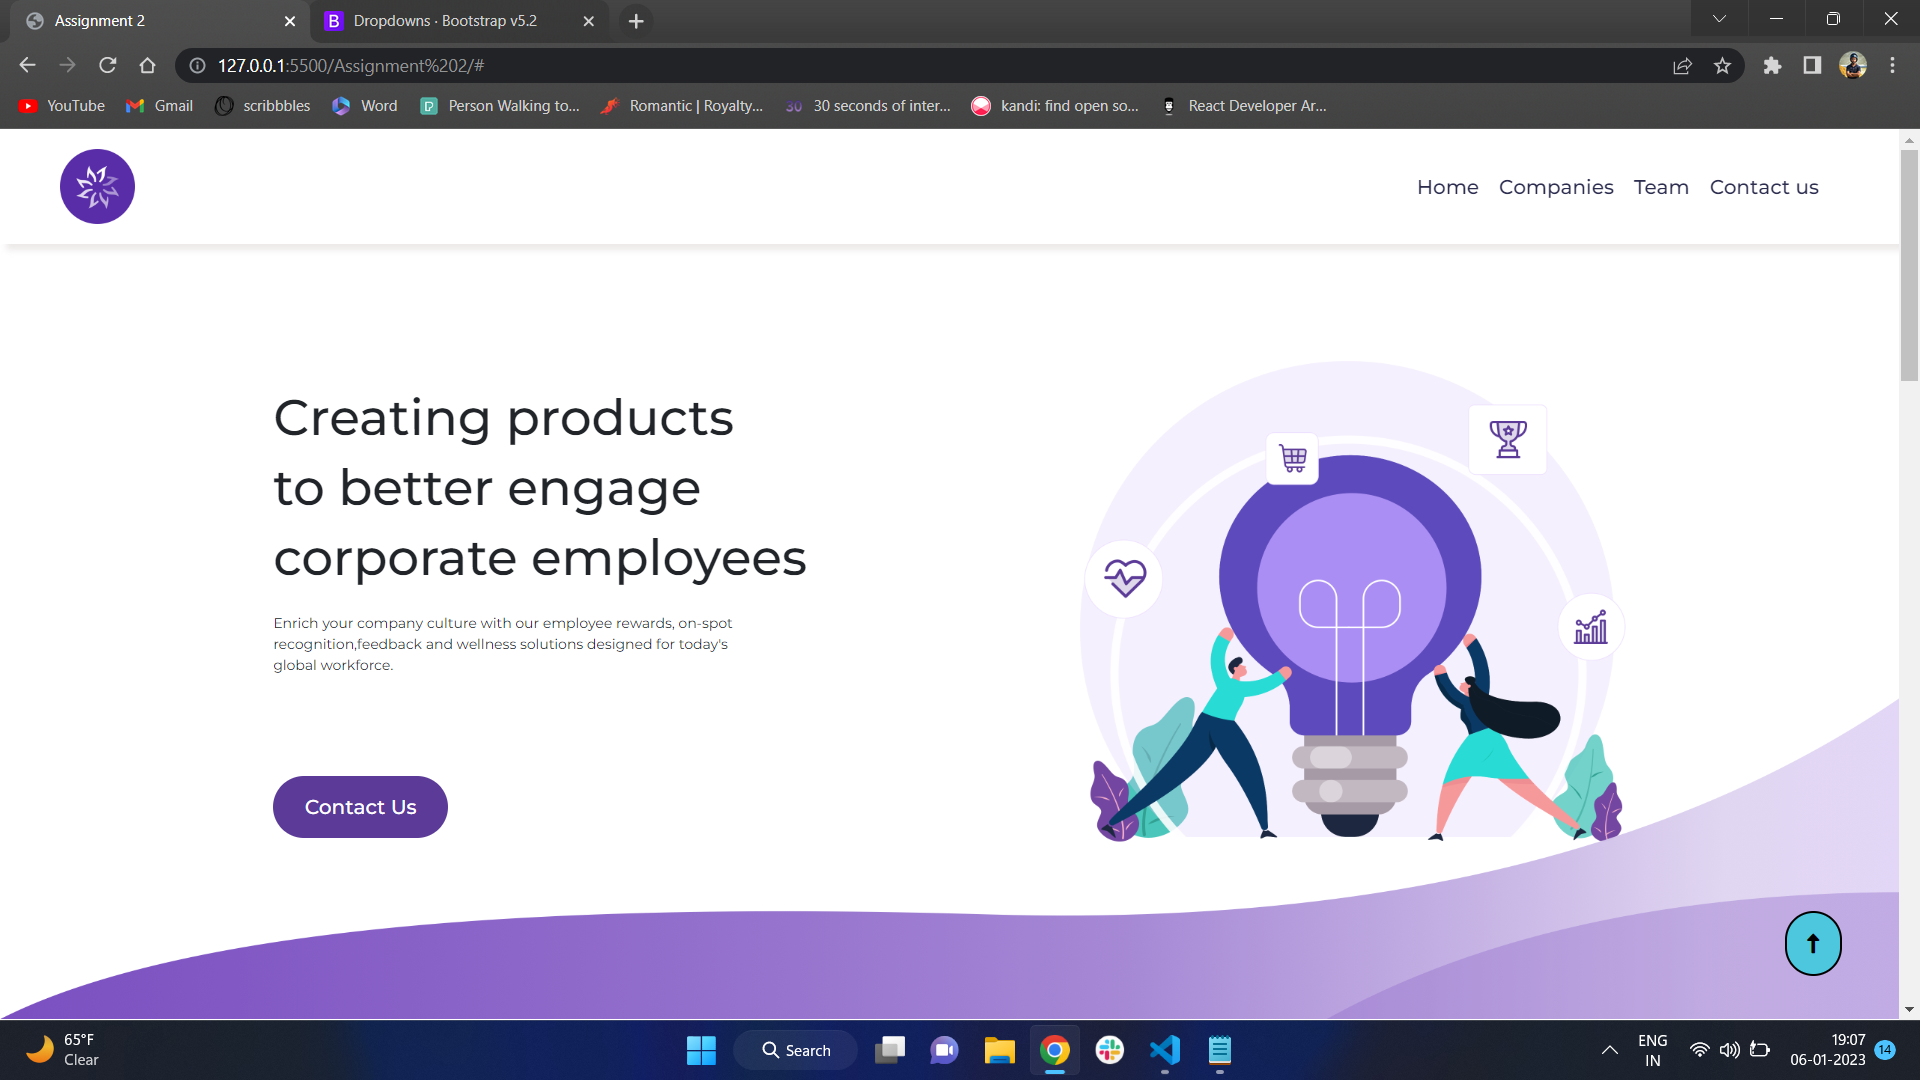 Assignment 2
B Dropdowns · Bootstrap v5.2
127.0.0.1:5500/Assignment%202/#
YouTube Gmail scribbbles Word Person Walking to... Romantic | Royalty... 30 30 seconds of inter... kandi: find open so... React Developer Ar...
Home Companies Team Contact us
Creating products
to better engage
corporate employees
Enrich your company culture with our employee rewards, on-spot
recognition,feedback and wellness solutions designed for today's
global workforce.
Contact Us
65°F
Clear
Search
ENG
IN
19:07
06-01-2023
14